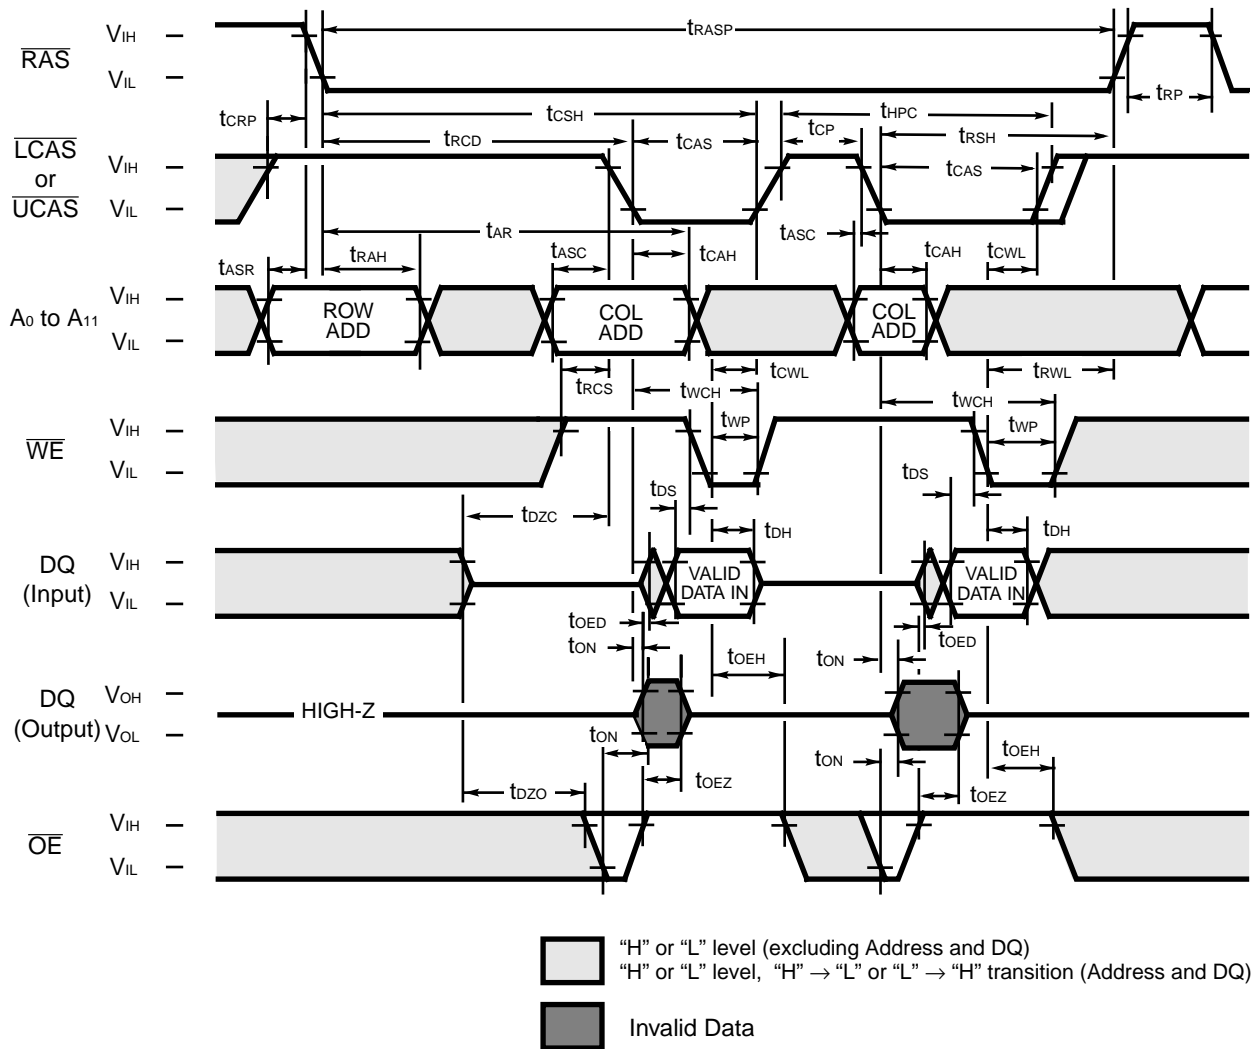 tRASP
RAS
VIH
VIL
tRP
tCRP
tCSH
tHPC
tCP
tRCD
tCAS
tRSH
LCAS
or
UCAS
VIH
VIL
tCAS
tAR
tASC
tASR
tRAH
tASC
tCAH
tCAH
tCWL
A0 to A11
VIH
VIL
ROW
ADD
COL
ADD
COL
ADD
tRCS
tCWL
tWCH
tRWL
tWCH
WE
VIH
VIL
tWP
tWP
tDS
tDS
tDZC
tDH
tDH
DQ
(Input)
VIH
VIL
VALID
DATA IN
VALID
DATA IN
tOED
tOED
tON
tOEH
tON
DQ
(Output)
VOH
VOL
HIGH-Z
tON
tOEZ
tON
tOEZ
tOEH
tDZO
OE
VIH
VIL
“H” or “L” level (excluding Address and DQ)
“H” or “L” level, “H” → “L” or “L” → “H” transition (Address and DQ)
Invalid Data